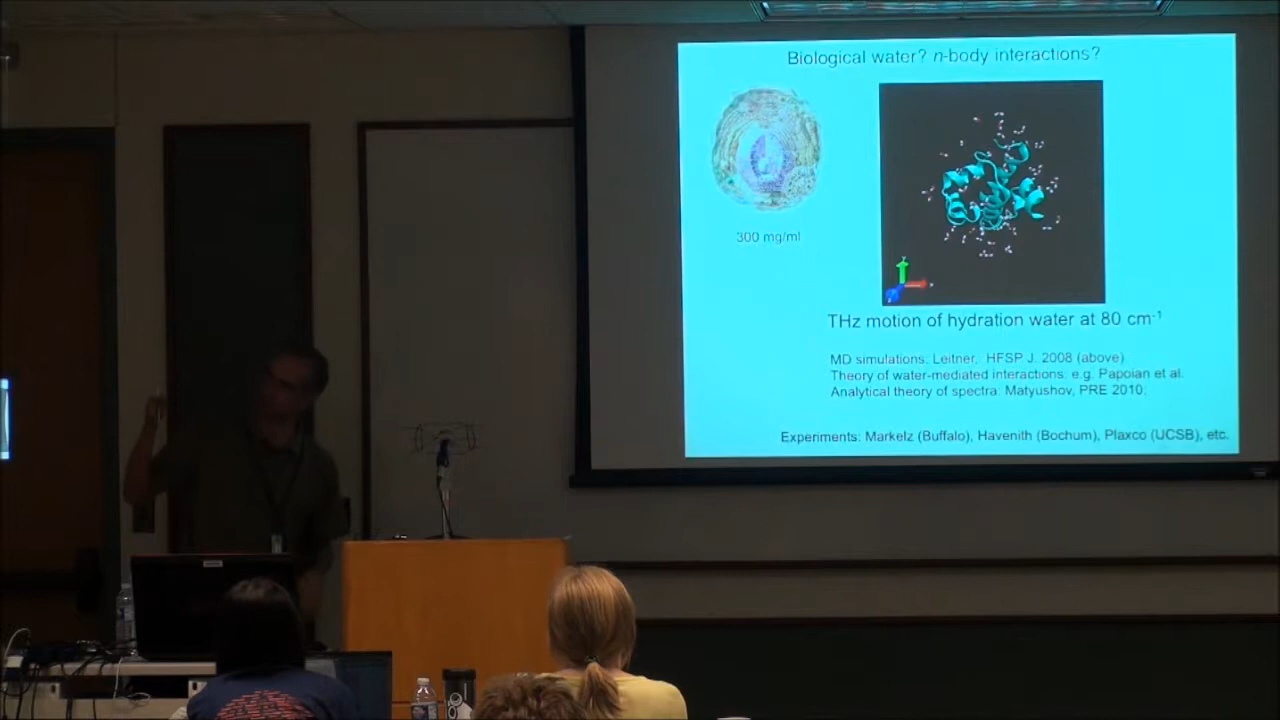 Biological water? n-body interactions?
300 mg/ml
THz motion of hydration water at 80 cm-1
MD simulations: Leitner, HFSP J. 2008 (above)
Theory of water-mediated interactions: e.g. Papoian et al.
Analytical theory of spectra: Matyushov, PRE 2010;
Experiments: Markelz (Buffalo), Havenith (Bochum), Plaxco (UCSB), etc.